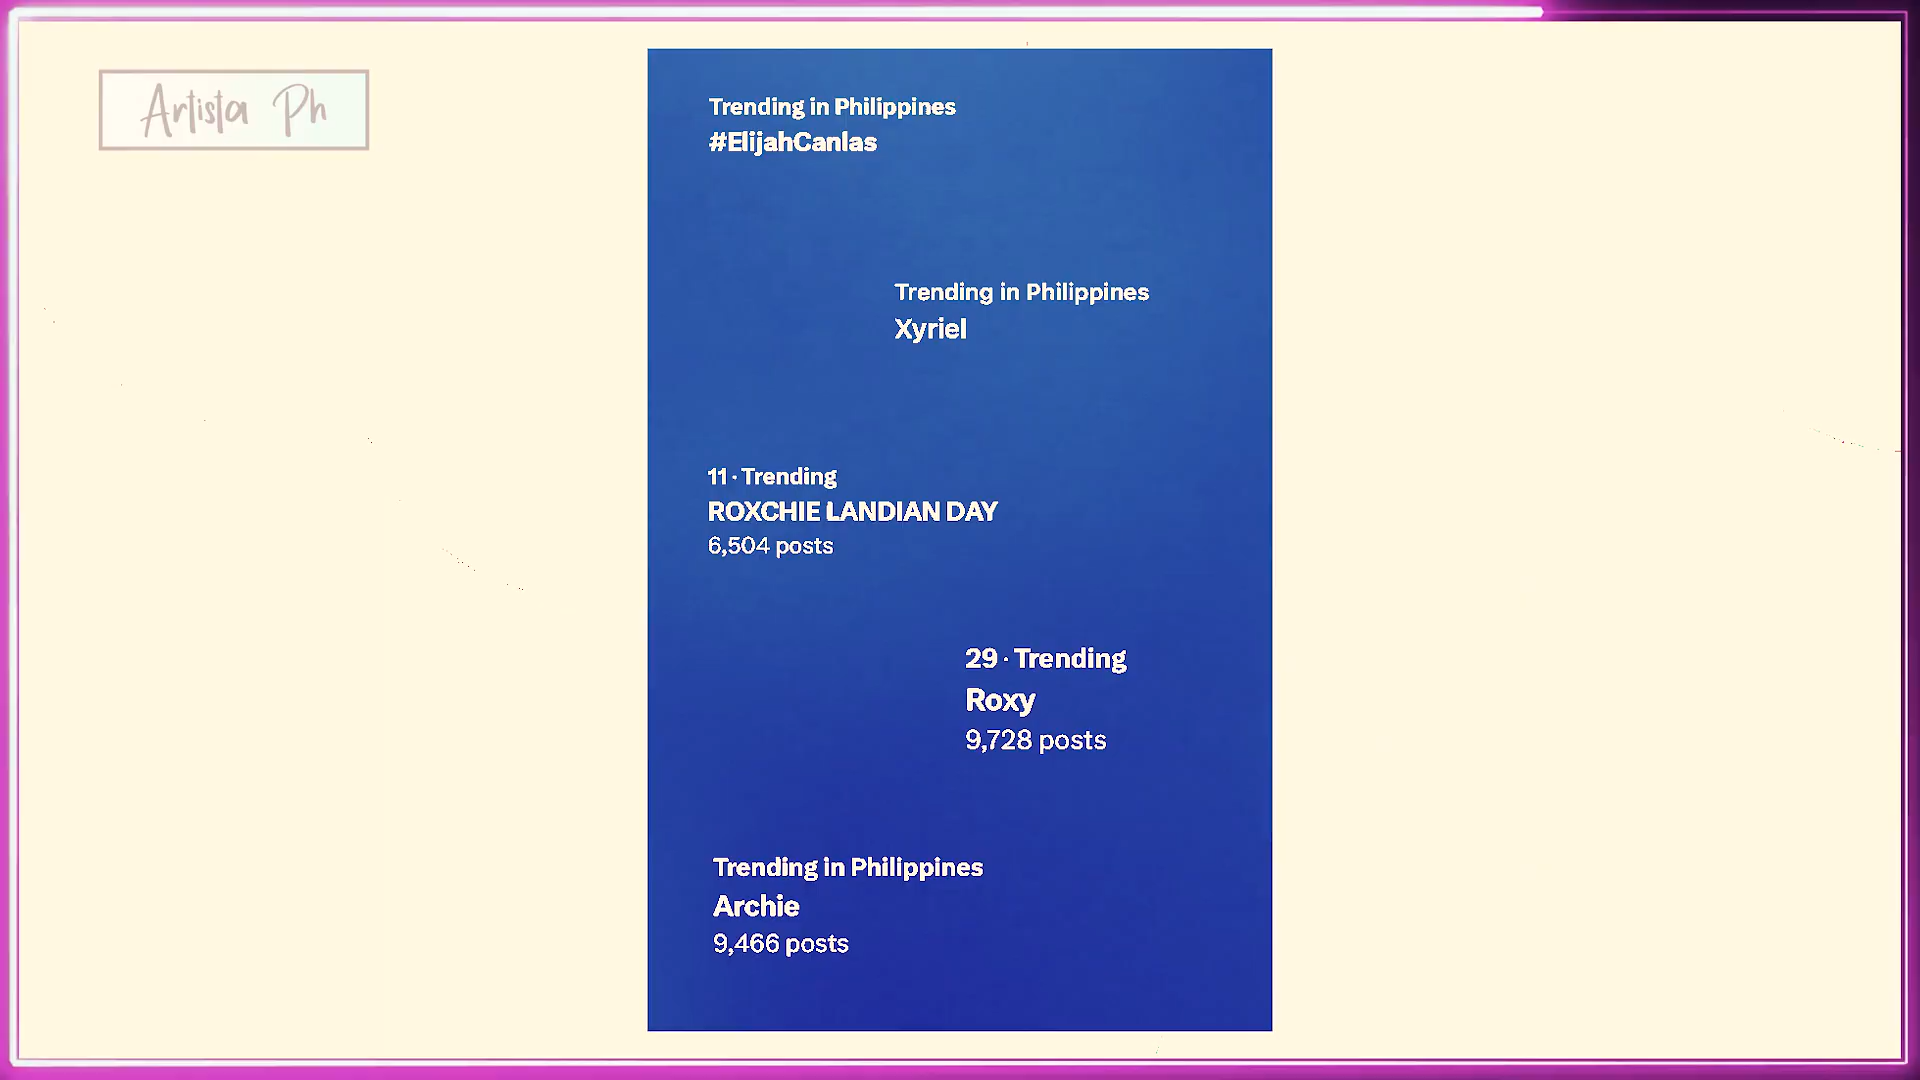 Artista Ph
Trending in Philippines
#ElijahCanlas
Trending in Philippines
Xyriel
11 · Trending
ROXCHIE LANDIAN DAY
6,504 posts
29 · Trending
Roxy
9,728 posts
Trending in Philippines
Archie
9,466 posts